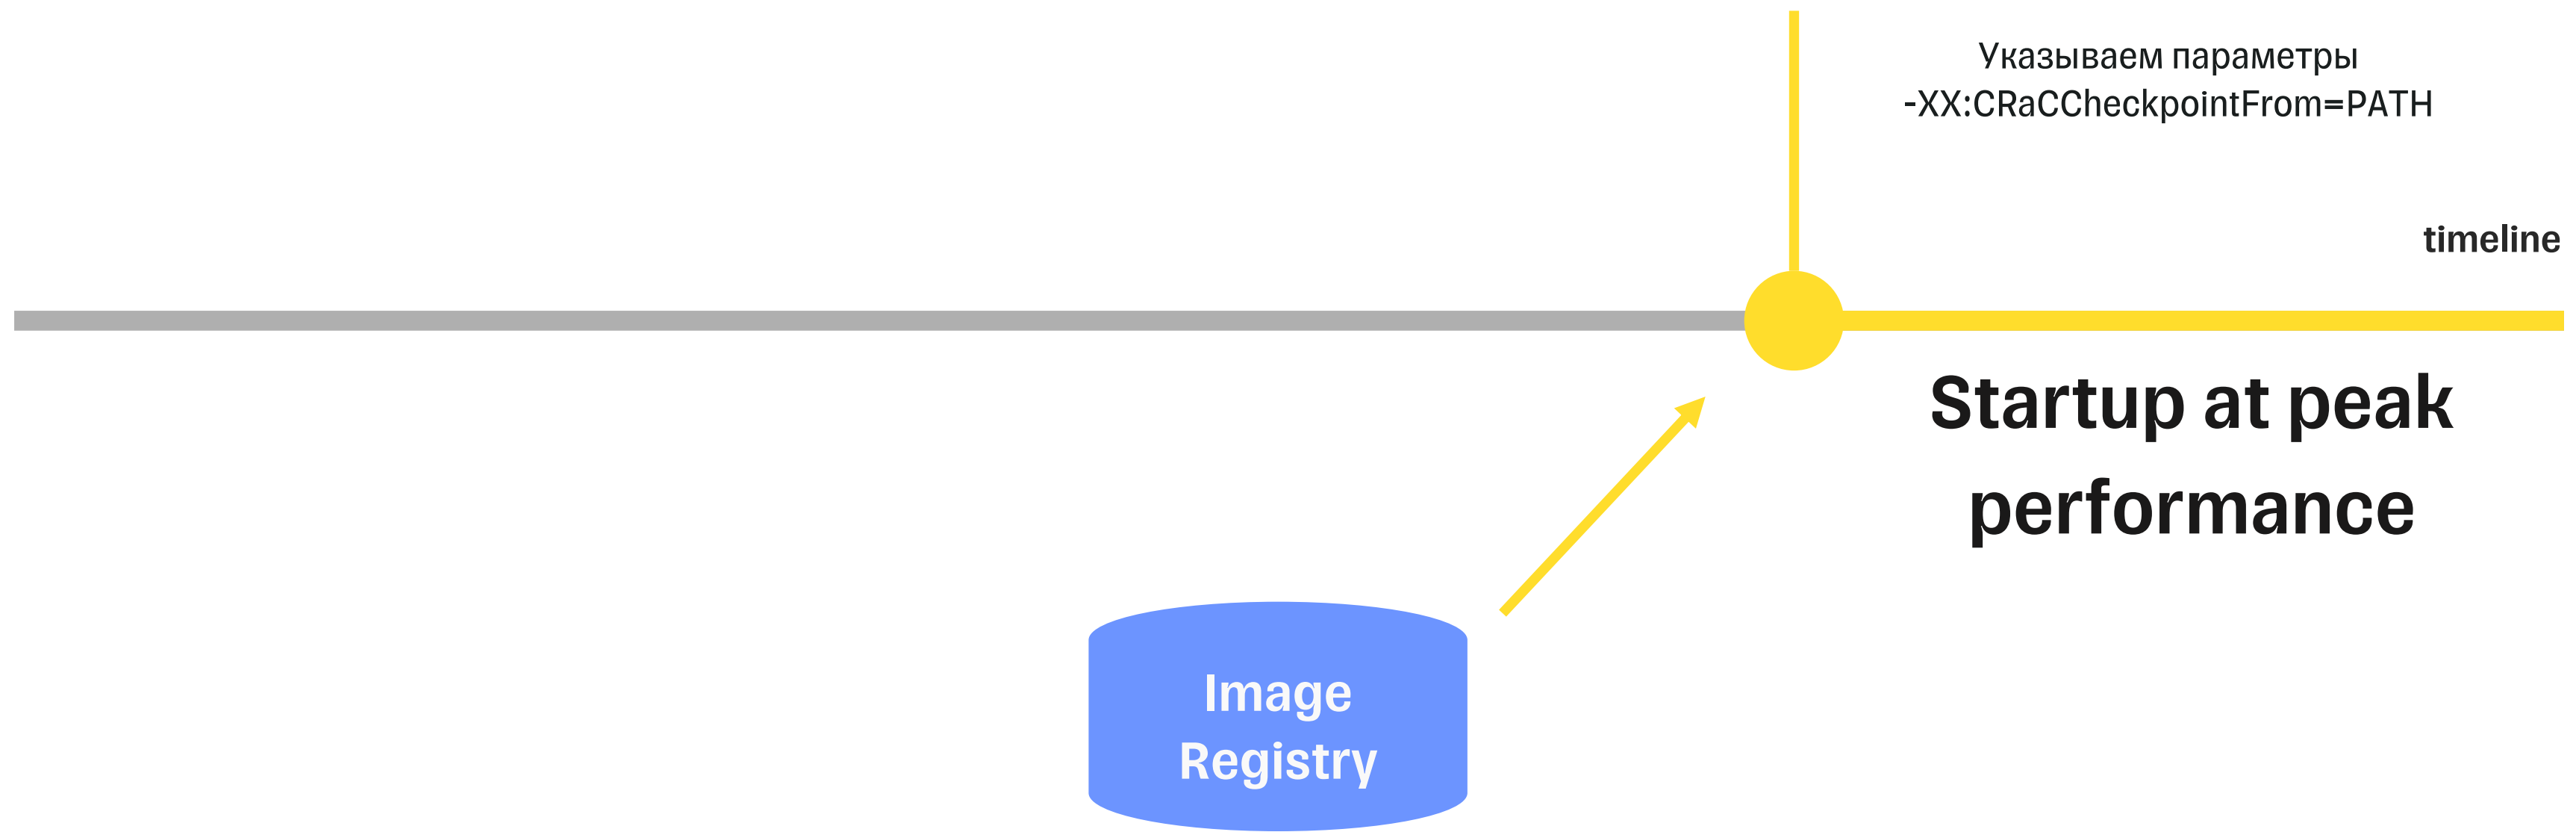 Указываем параметры
-XX:CRaCCheckpointFrom=PATH
timeline
Startup at peak
performance
Image
Registry